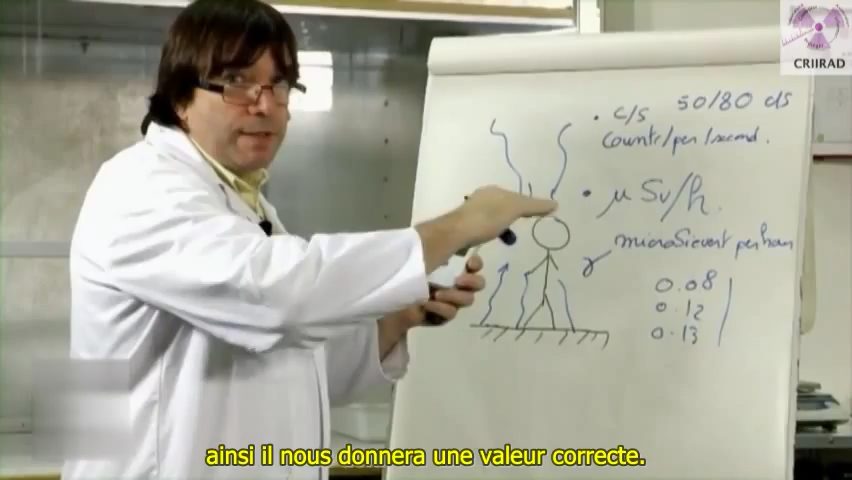 CRIIRAD
• c/s 50/80 c/s
Counts/per/second.
• μSv/h.
microSievert per hour
γ
0.08
0.12
0.13
ainsi il nous donnera une valeur correcte.